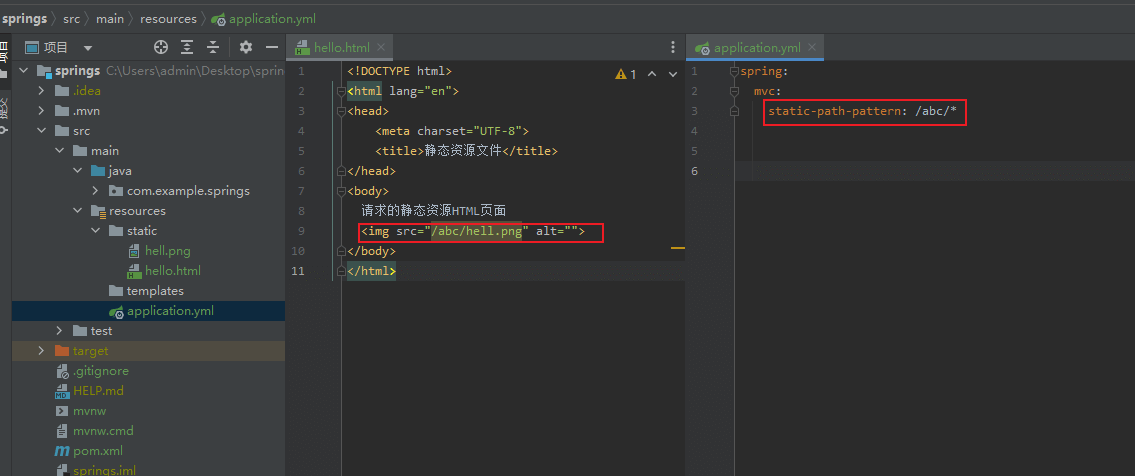 springs src main resources application.yml
项目
springs C:\Users\admin\Desktop\sprin
.idea
.mvn
src
main
java
com.example.springs
resources
static
hell.png
hello.html
templates
application.yml
test
target
.gitignore
HELP.md
mvnw
mvnw.cmd
pom.xml
springs.iml
项目
提交
hello.html
1 <!DOCTYPE html>
2 <html lang="en">
3 <head>
4 <meta charset="UTF-8">
5 <title>静态资源文件</title>
6 </head>
7 <body>
8 请求的静态资源HTML页面
9 <img src="/abc/hell.png" alt="">
10 </body>
11 </html>
1
application.yml
1 spring:
2 mvc:
3 static-path-pattern: /abc/*
4
5
6